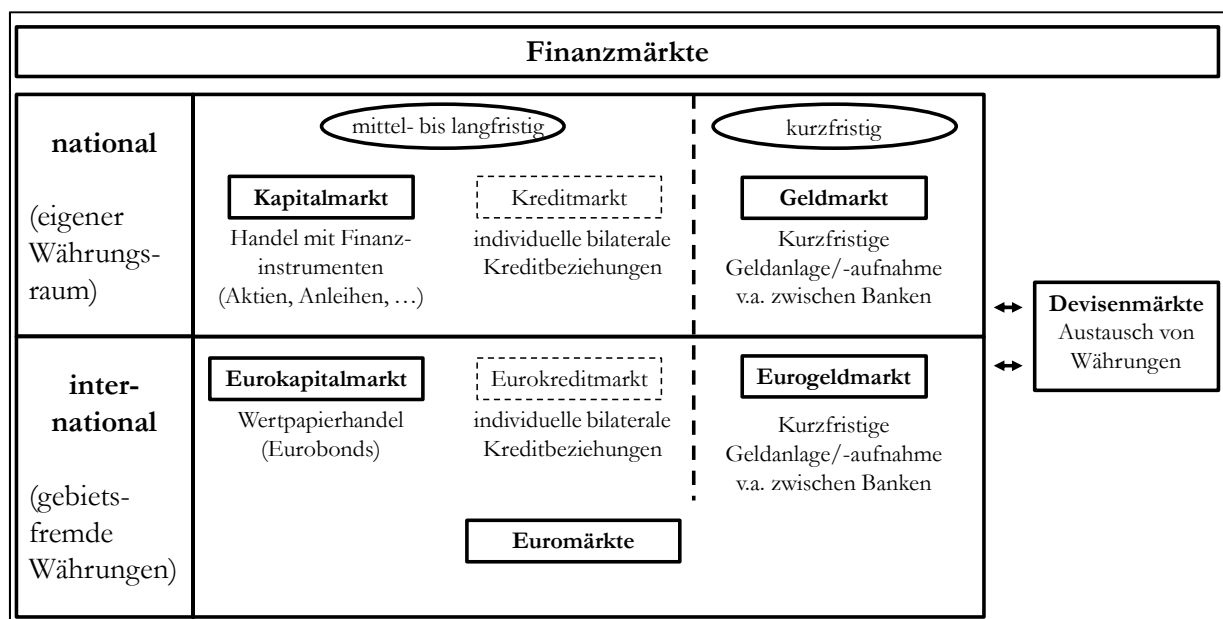 Finanzmärkte
national
(eigener
Währungs-
raum)
mittel- bis langfristig
kurzfristig
Kapitalmarkt
Handel mit Finanz-
instrumenten
(Aktien, Anleihen, …)
Kreditmarkt
individuelle bilaterale
Kreditbeziehungen
Geldmarkt
Kurzfristige
Geldanlage/-aufnahme
v.a. zwischen Banken
Devisenmärkte
Austausch von
Währungen
inter-
national
(gebiets-
fremde
Währungen)
Eurokapitalmarkt
Wertpapierhandel
(Eurobonds)
Eurokreditmarkt
individuelle bilaterale
Kreditbeziehungen
Eurogeldmarkt
Kurzfristige
Geldanlage/-aufnahme
v.a. zwischen Banken
Euromärkte